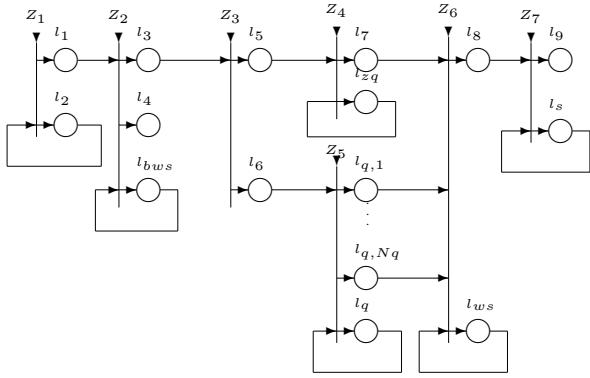 Z1 Z2 Z3 Z4 Z6 Z7
l1 l3 l5 l7 l8 l9
lzq
l2 l4 ls
Z5
lbws l6 lq,1
lq,Nq
lq lws